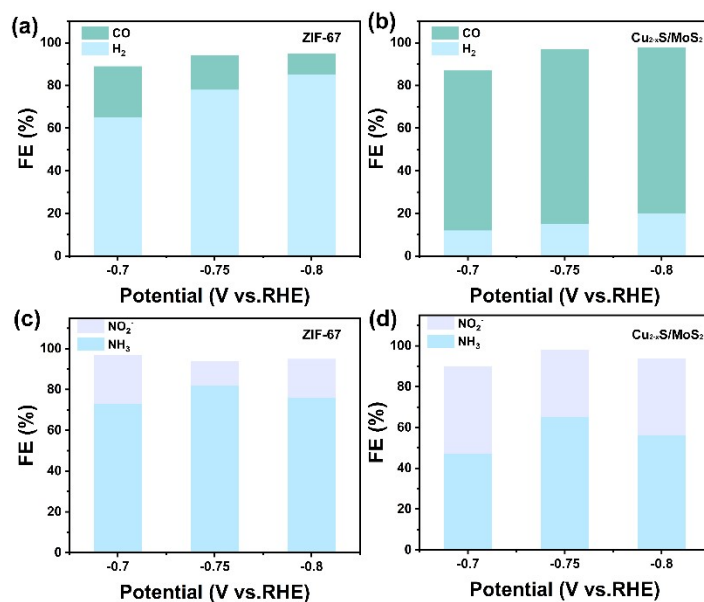 (a)
CO
H₂
ZIF-67
FE (%)
100
80
60
40
20
0
-0.7
-0.75
-0.8
Potential (V vs.RHE)
(b)
CO
H₂
Cu₂₋ₓS/MoS₂
FE (%)
100
80
60
40
20
0
-0.7
-0.75
-0.8
Potential (V vs.RHE)
(c)
NO₂⁻
NH₃
ZIF-67
FE (%)
100
80
60
40
20
0
-0.7
-0.75
-0.8
Potential (V vs.RHE)
(d)
NO₂⁻
NH₃
Cu₂₋ₓS/MoS₂
FE (%)
100
80
60
40
20
0
-0.7
-0.75
-0.8
Potential (V vs.RHE)